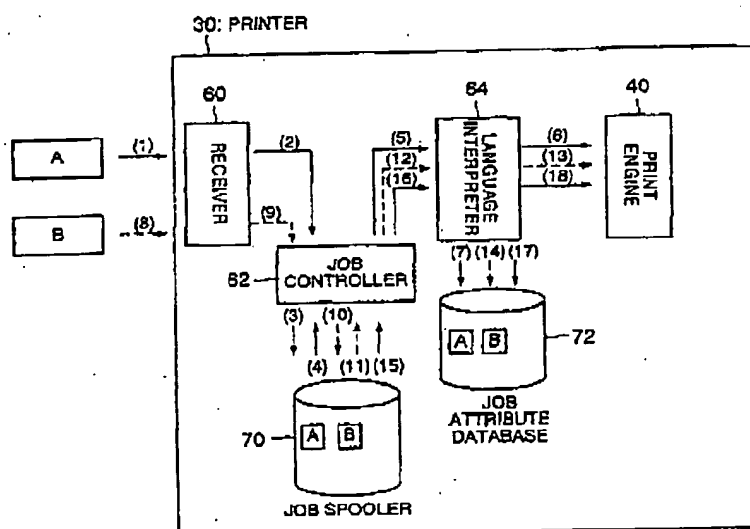 30: PRINTER
60
64
40
A
(1)
RECEIVER
(2)
(5)
(12)
(16)
LANGUAGE
INTERPRETER
(6)
(13)
(18)
PRINT
ENGINE
B
(8)
(9)
62
JOB
CONTROLLER
(7) (14) (17)
(3) (10)
(4) (11) (15)
A B
72
JOB
ATTRIBUTE
DATABASE
70
A B
JOB SPOOLER